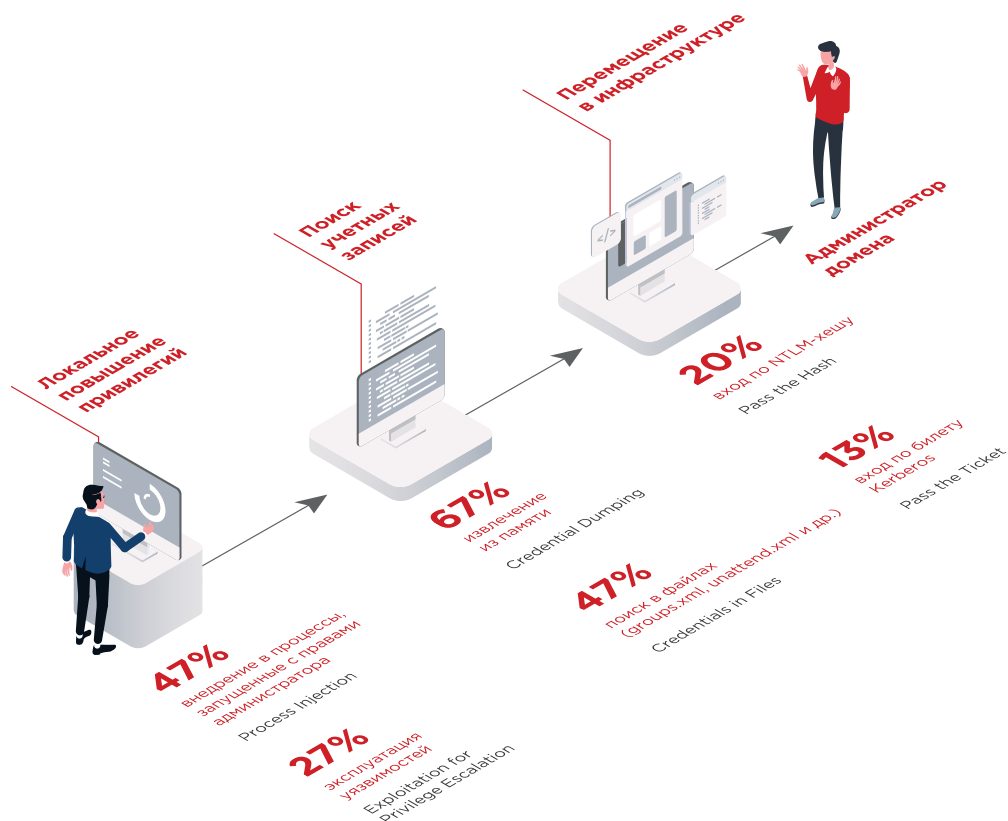 Локальное
повышение
привилегий
47%
внедрение в процессы,
запущенные с правами
администратора
Process Injection
27%
эксплуатация
уязвимостей
Exploitation for
Privilege Escalation
Поиск
учетных
записей
67%
извлечение
из памяти
Credential Dumping
47%
поиск в файлах
(groups.xml, unattend.xml и др.)
Credentials in Files
Перемещение
в инфраструктуре
</>
20%
вход по NTLM-хешу
Pass the Hash
13%
вход по билету
Kerberos
Pass the Ticket
Администратор
домена